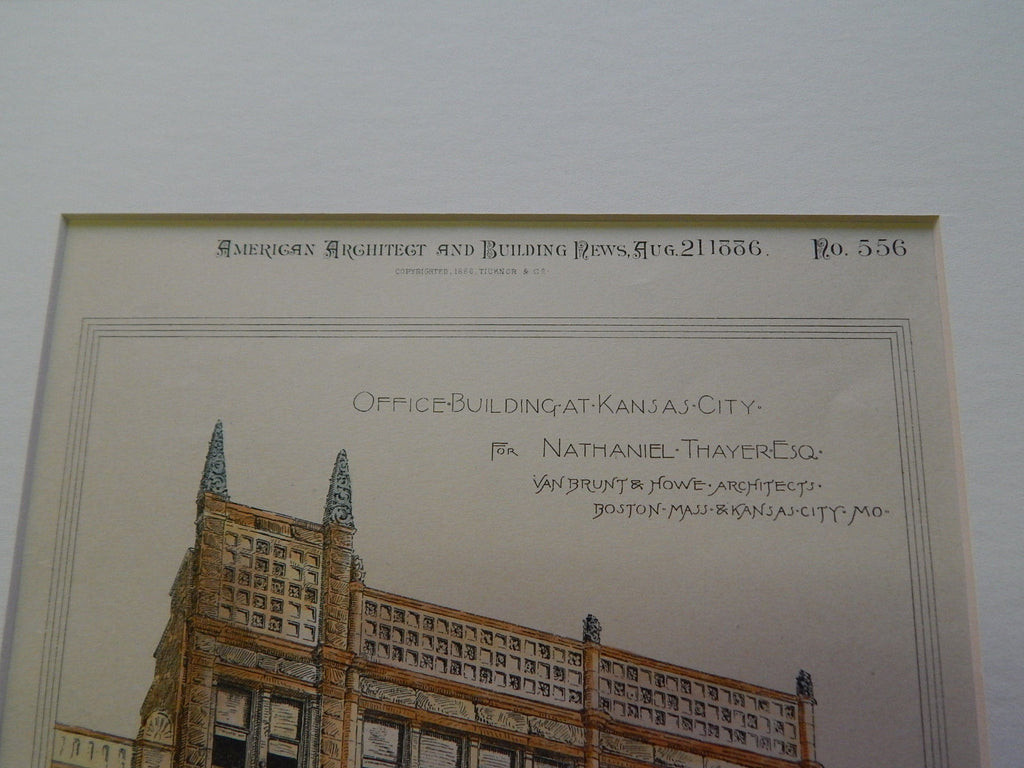 American Architect and Building News, Aug. 21 1886. No. 556
COPYRIGHTED, 1886, TICKNOR & Co
OFFICE·BUILDING·AT·KANSAS·CITY·
FOR NATHANIEL·THAYER·ESQ·
VAN BRUNT & HOWE·ARCHITECTS·
BOSTON·MASS·&·KANSAS·CITY·MO·